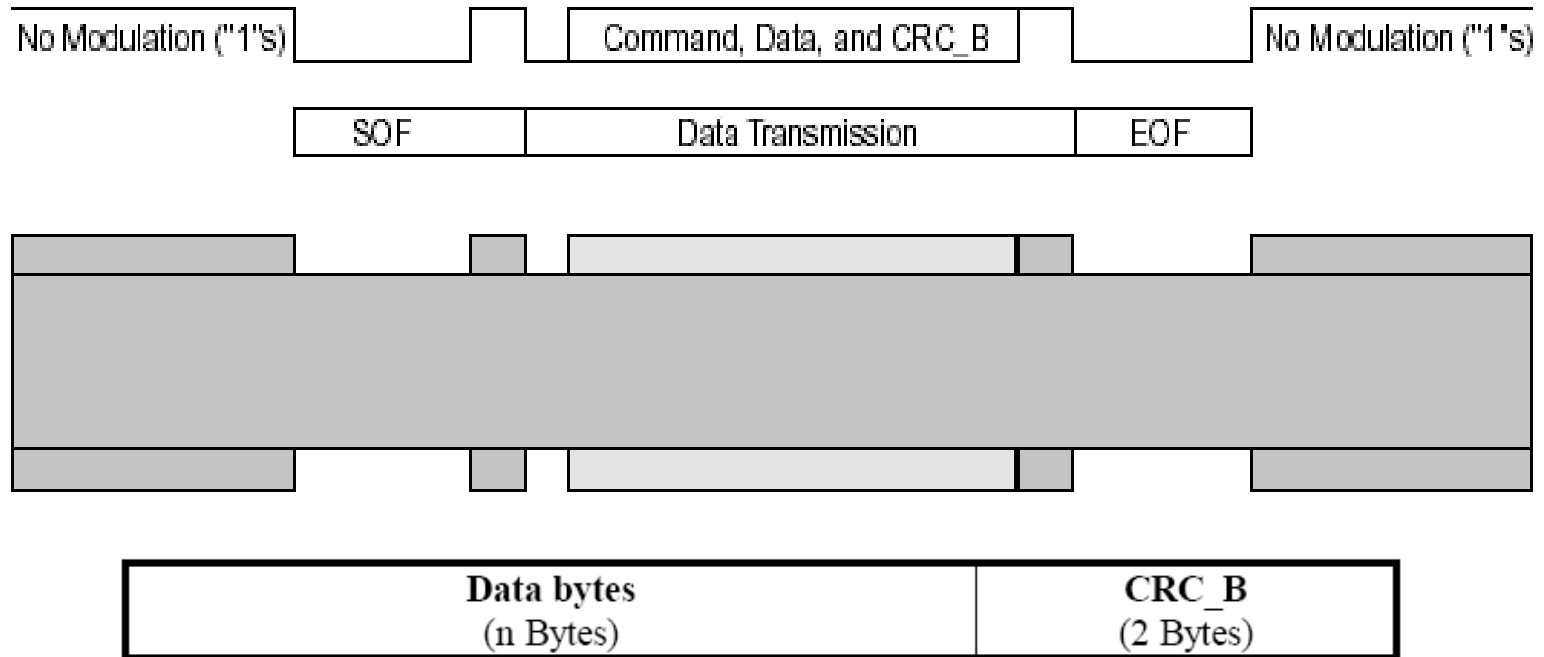 No Modulation ("1"s) Command, Data, and CRC_B No Modulation ("1"s)
SOF Data Transmission EOF
Data bytes CRC_B
(n Bytes) (2 Bytes)